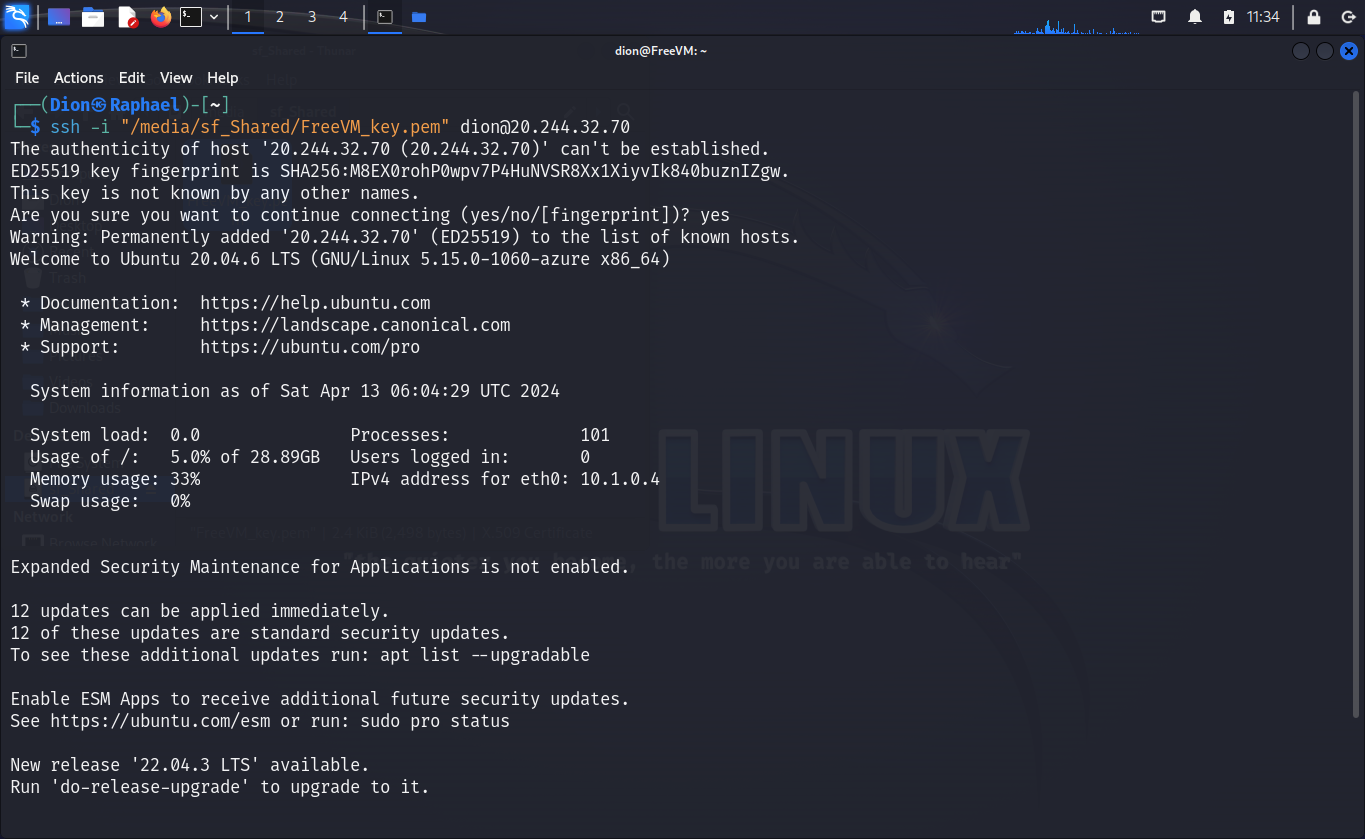 1 2 3 4 11:34
dion@FreeVM: ~
File Actions Edit View Help
┌──(Dion㉿Raphael)-[~]
└─$ ssh -i "/media/sf_Shared/FreeVM_key.pem" dion@20.244.32.70
The authenticity of host '20.244.32.70 (20.244.32.70)' can't be established.
ED25519 key fingerprint is SHA256:M8EX0rohP0wpv7P4HuNVSR8Xx1XiyvIk840buznIZgw.
This key is not known by any other names.
Are you sure you want to continue connecting (yes/no/[fingerprint])? yes
Warning: Permanently added '20.244.32.70' (ED25519) to the list of known hosts.
Welcome to Ubuntu 20.04.6 LTS (GNU/Linux 5.15.0-1060-azure x86_64)
* Documentation: https://help.ubuntu.com
* Management: https://landscape.canonical.com
* Support: https://ubuntu.com/pro
System information as of Sat Apr 13 06:04:29 UTC 2024
System load: 0.0 Processes: 101
Usage of /: 5.0% of 28.89GB Users logged in: 0
Memory usage: 33% IPv4 address for eth0: 10.1.0.4
Swap usage: 0%
LINUX
"the quieter you become, the more you are able to hear"
Expanded Security Maintenance for Applications is not enabled.
12 updates can be applied immediately.
12 of these updates are standard security updates.
To see these additional updates run: apt list --upgradable
Enable ESM Apps to receive additional future security updates.
See https://ubuntu.com/esm or run: sudo pro status
New release '22.04.3 LTS' available.
Run 'do-release-upgrade' to upgrade to it.